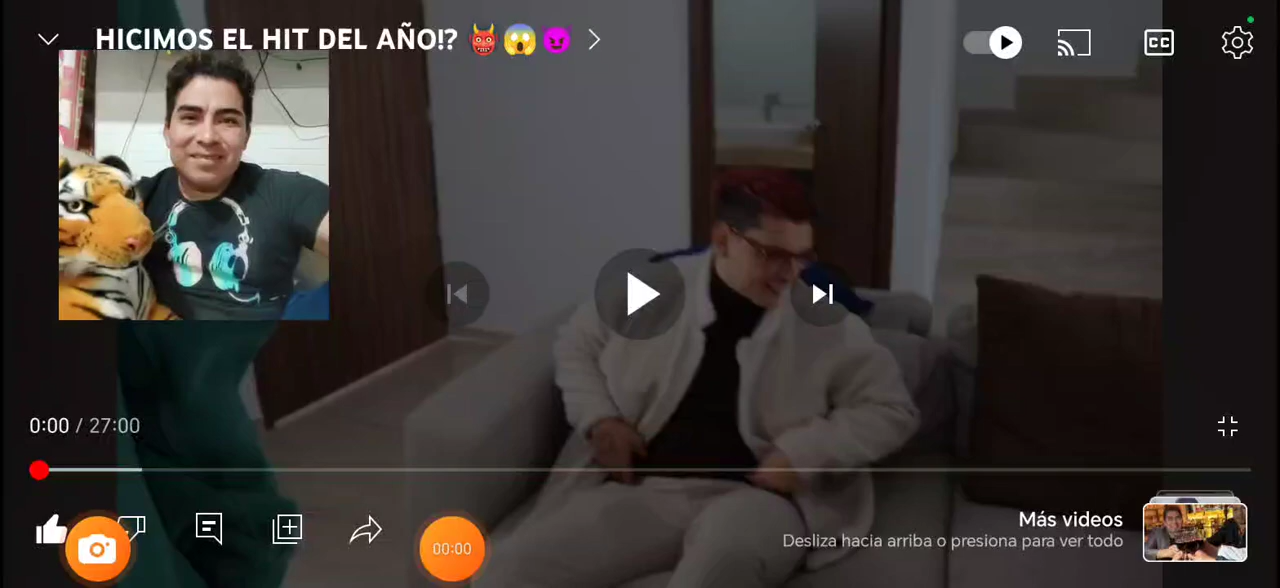 HICIMOS EL HIT DEL AÑO!? 👹😱😈
CC
0:00 / 27:00
00:00
Más videos
Desliza hacia arriba o presiona para ver todo